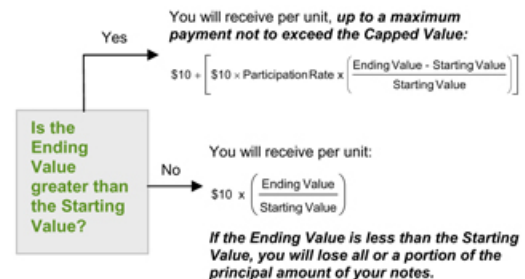 You will receive per unit, up to a maximum
payment not to exceed the Capped Value:
Yes
$10 + [$10 × Participation Rate x (Ending Value - Starting Value / Starting Value)]
Is the
Ending
Value
greater than
the Starting
Value?
No
You will receive per unit:
$10 x (Ending Value / Starting Value)
If the Ending Value is less than the Starting
Value, you will lose all or a portion of the
principal amount of your notes.